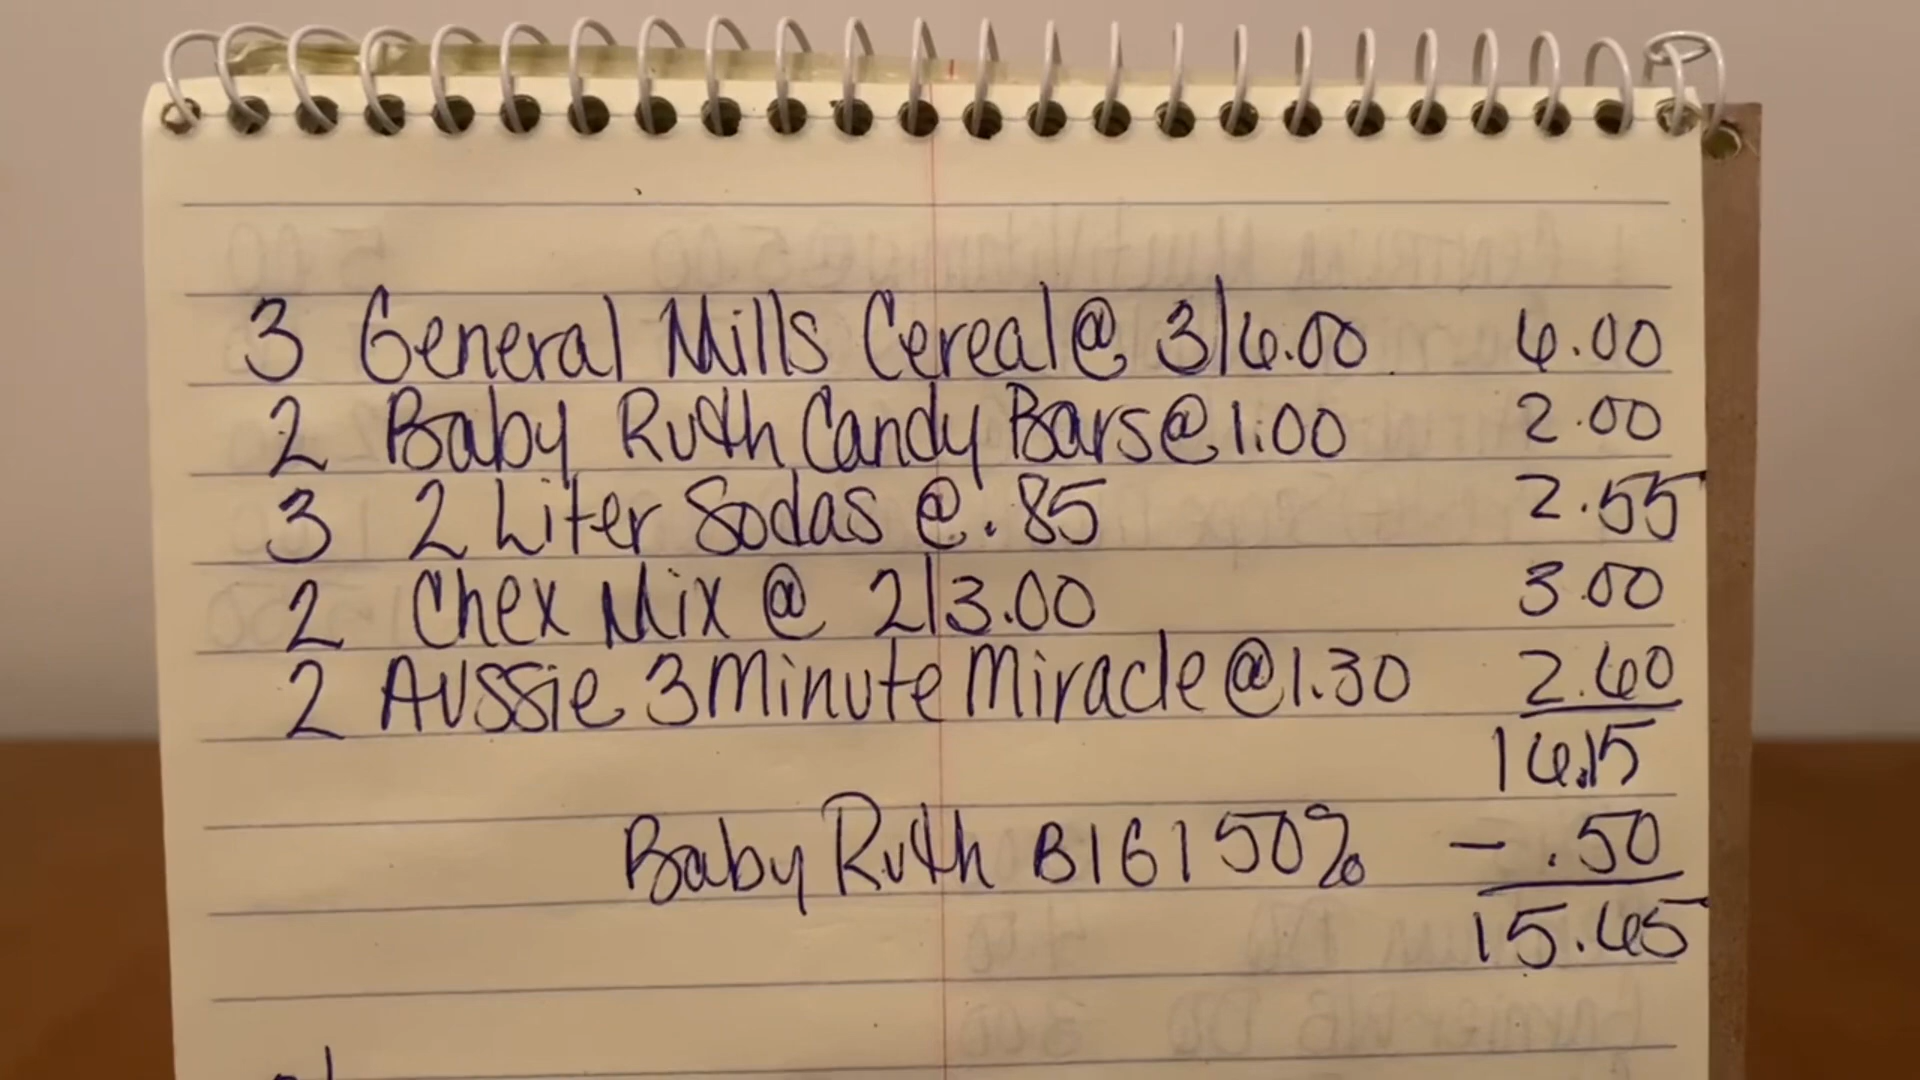 3 General Mills Cereal @ 3/6.00 6.00
2 Baby Ruth Candy Bars @ 1.00 2.00
3 2 Liter Sodas @ .85 2.55
2 Chex Mix @ 2/3.00 3.00
2 Aussie 3 Minute Miracle @ 1.30 2.60
16.15
Baby Ruth B1G1 50% - .50
15.65